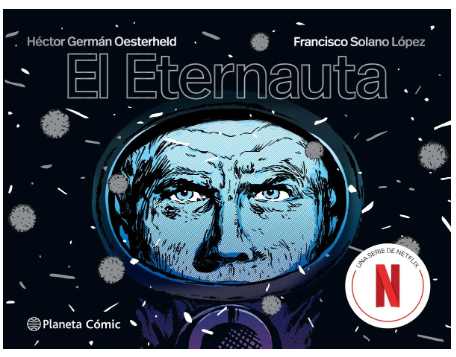 Héctor Germán Oesterheld
Francisco Solano López
El Eternauta
UNA SERIE DE NETFLIX
N
Planeta Cómic